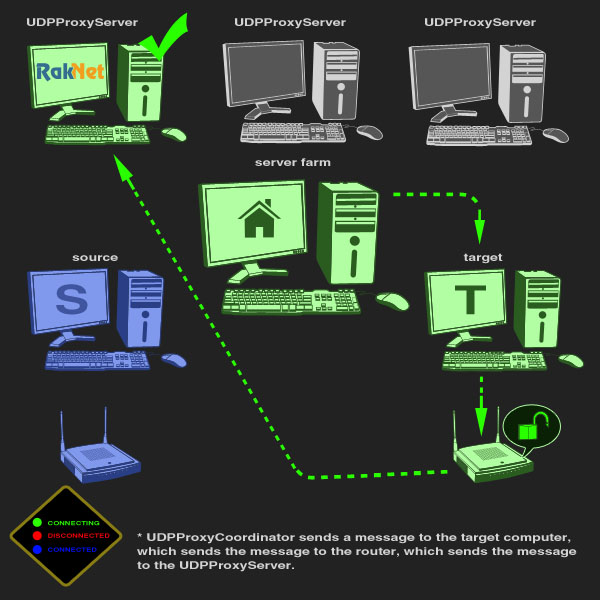 UDPProxyServer UDPProxyServer UDPProxyServer
RakNet
server farm
source
target
S
T
CONNECTING
DISCONNECTED
CONNECTED
* UDPProxyCoordinator sends a message to the target computer,
which sends the message to the router, which sends the message
to the UDPProxyServer.